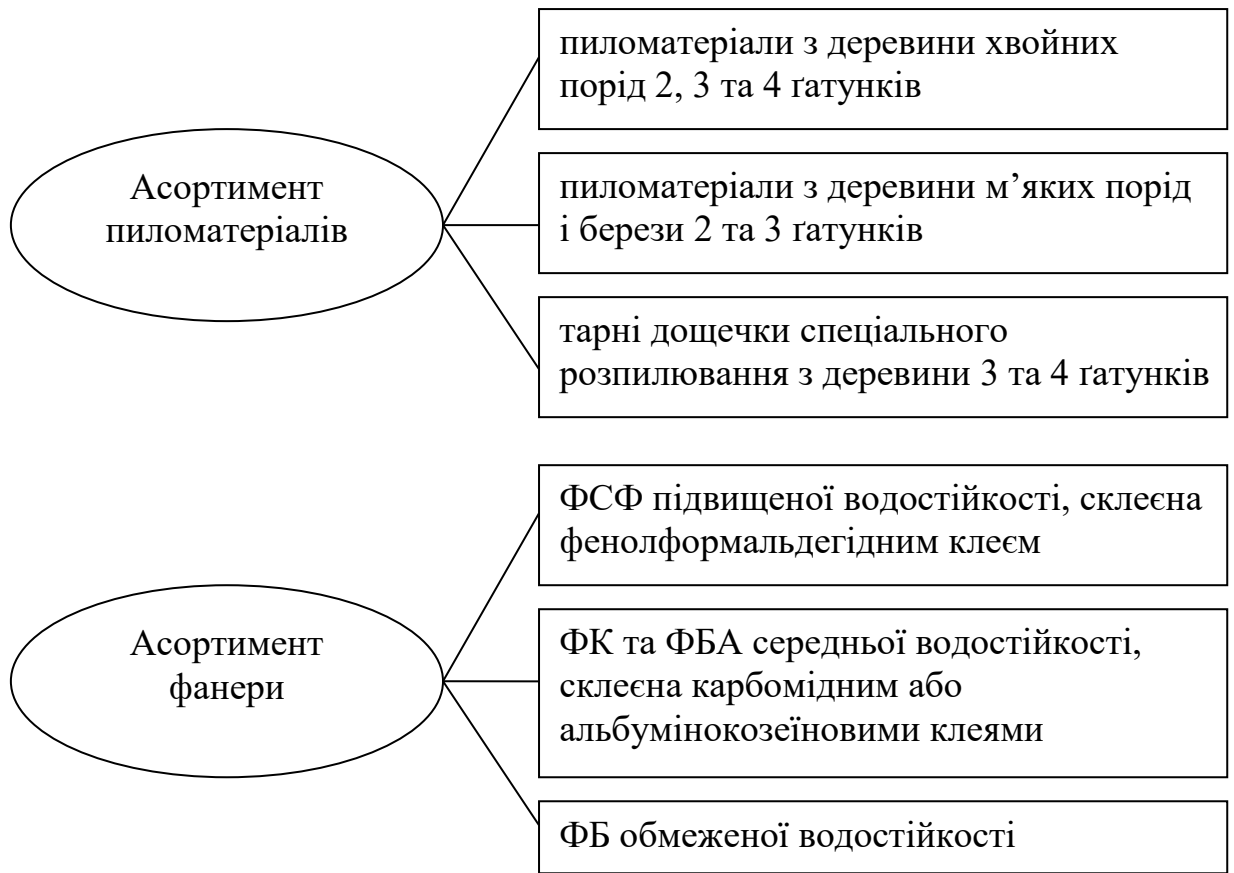 пиломатеріали з деревини хвойних
порід 2, 3 та 4 ґатунків
Асортимент
пиломатеріалів
пиломатеріали з деревини м’яких порід
і берези 2 та 3 ґатунків
тарні дощечки спеціального
розпилювання з деревини 3 та 4 ґатунків
ФСФ підвищеної водостійкості, склеєна
фенолформальдегідним клеєм
Асортимент
фанери
ФК та ФБА середньої водостійкості,
склеєна карбомідним або
альбумінокозеїновими клеями
ФБ обмеженої водостійкості